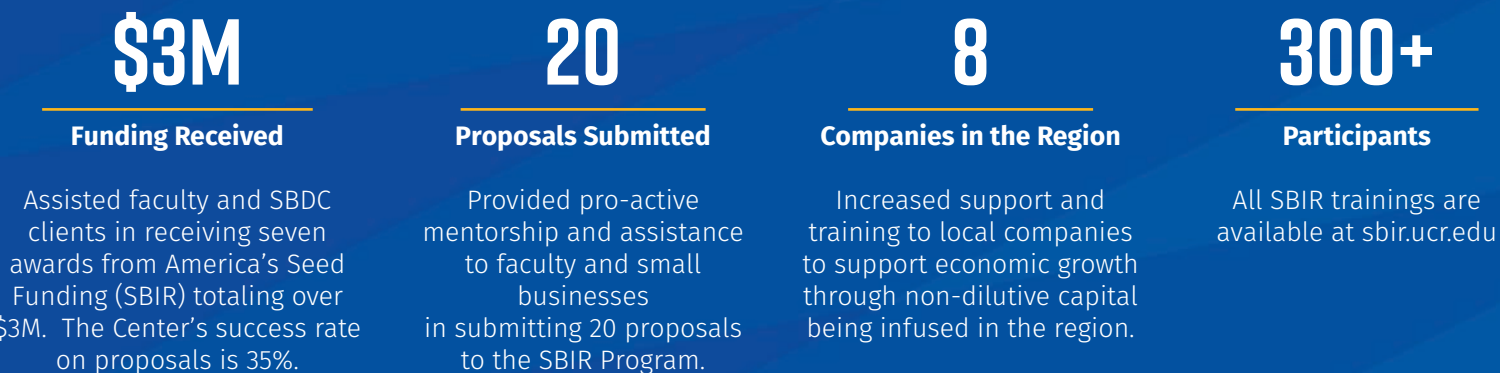 $3M
Funding Received
Assisted faculty and SBDC
clients in receiving seven
awards from America's Seed
Funding (SBIR) totaling over
$3M. The Center's success rate
on proposals is 35%.
20
Proposals Submitted
Provided pro-active
mentorship and assistance
to faculty and small
businesses
in submitting 20 proposals
to the SBIR Program.
8
Companies in the Region
Increased support and
training to local companies
to support economic growth
through non-dilutive capital
being infused in the region.
300+
Participants
All SBIR trainings are
available at sbir.ucr.edu